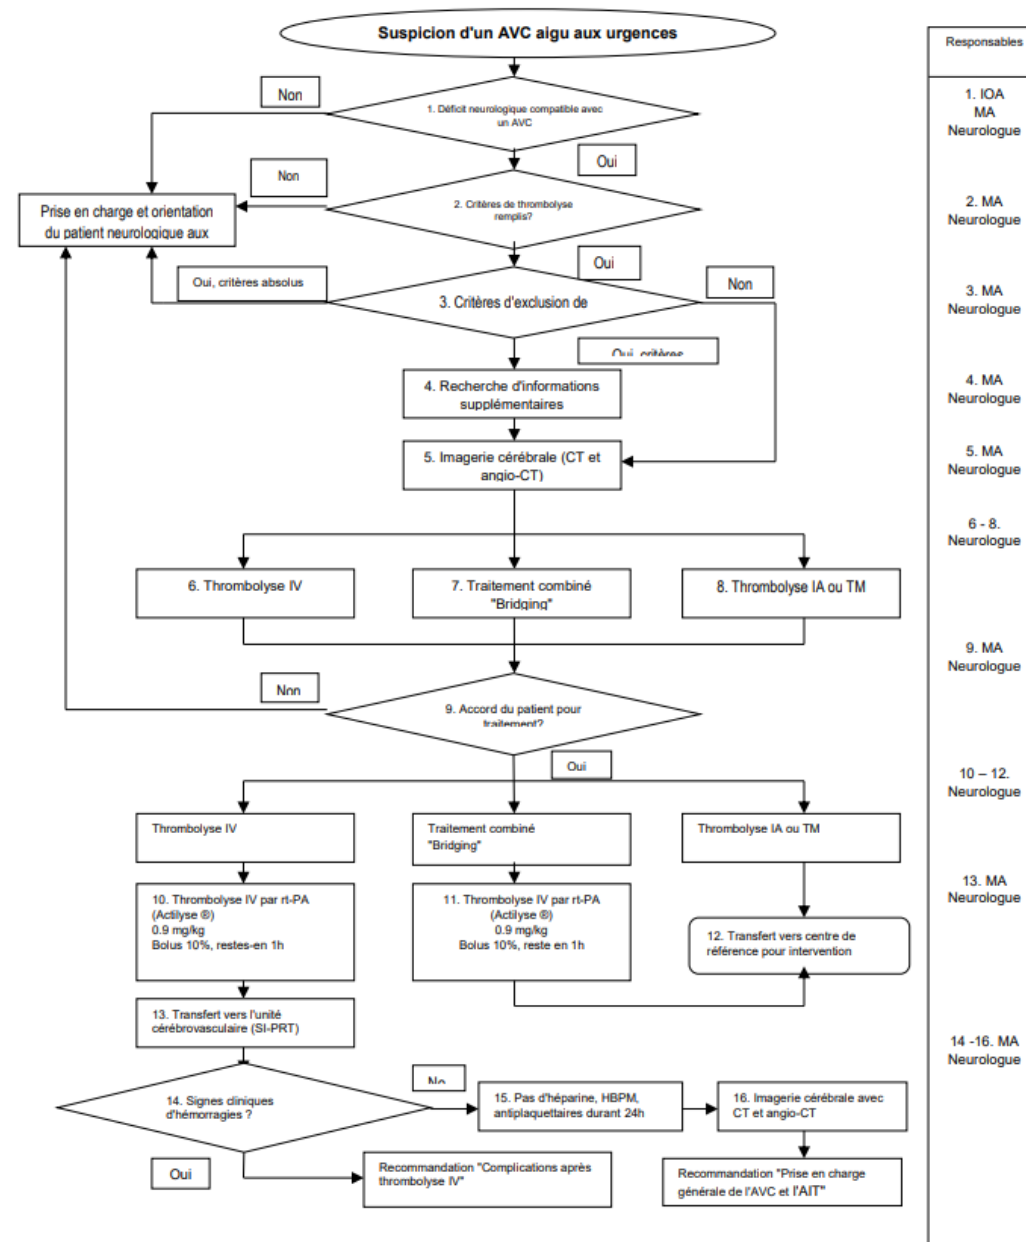 Suspicion d'un AVC aigu aux urgences
Responsables
Non
1. Déficit neurologique compatible avec
un AVC
1. IOA
MA
Neurologue
Oui
Non
2. Critères de thrombolyse
remplis?
2. MA
Neurologue
Prise en charge et orientation
du patient neurologique aux
Oui
Oui, critères absolus
Non
3. Critères d'exclusion de
3. MA
Neurologue
Oui, critères
4. Recherche d'informations
supplémentaires
4. MA
Neurologue
5. Imagerie cérébrale (CT et
angio-CT)
5. MA
Neurologue
6 - 8.
Neurologue
6. Thrombolyse IV
7. Traitement combiné
"Bridging"
8. Thrombolyse IA ou TM
9. MA
Neurologue
Non
9. Accord du patient pour
traitement?
Oui
10 – 12.
Neurologue
Thrombolyse IV
Traitement combiné
"Bridging"
Thrombolyse IA ou TM
10. Thrombolyse IV par rt-PA
(Actilyse ®)
0.9 mg/kg
Bolus 10%, restes-en 1h
11. Thrombolyse IV par rt-PA
(Actilyse ®)
0.9 mg/kg
Bolus 10%, reste en 1h
13. MA
Neurologue
12. Transfert vers centre de
référence pour intervention
13. Transfert vers l'unité
cérébrovasculaire (SI-PRT)
14 -16. MA
Neurologue
14. Signes cliniques
d'hémorragies ?
No
15. Pas d'héparine, HBPM,
antiplaquettaires durant 24h
16. Imagerie cérébrale avec
CT et angio-CT
Oui
Recommandation "Complications après
thrombolyse IV"
Recommandation "Prise en charge
générale de l'AVC et l'AIT"